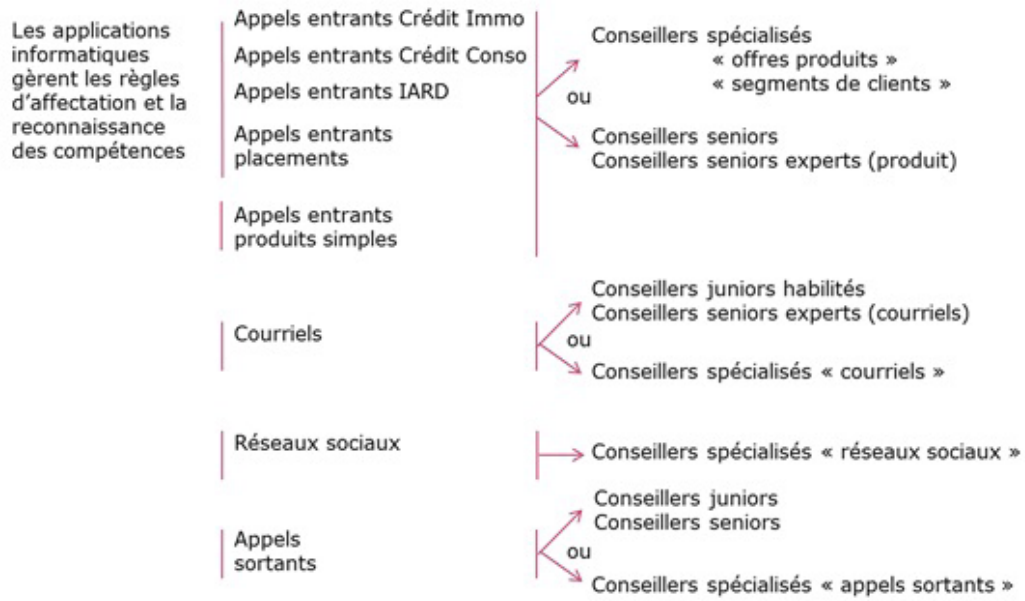 Les applications
informatiques
gèrent les règles
d'affectation et la
reconnaissance
des compétences
Appels entrants Crédit Immo
Appels entrants Crédit Conso
Appels entrants IARD
Appels entrants
placements
Appels entrants
produits simples
Conseillers spécialisés
« offres produits »
« segments de clients »
ou
Conseillers seniors
Conseillers seniors experts (produit)
Courriels
Conseillers juniors habilités
Conseillers seniors experts (courriels)
ou
Conseillers spécialisés « courriels »
Réseaux sociaux
Conseillers spécialisés « réseaux sociaux »
Appels
sortants
Conseillers juniors
Conseillers seniors
ou
Conseillers spécialisés « appels sortants »